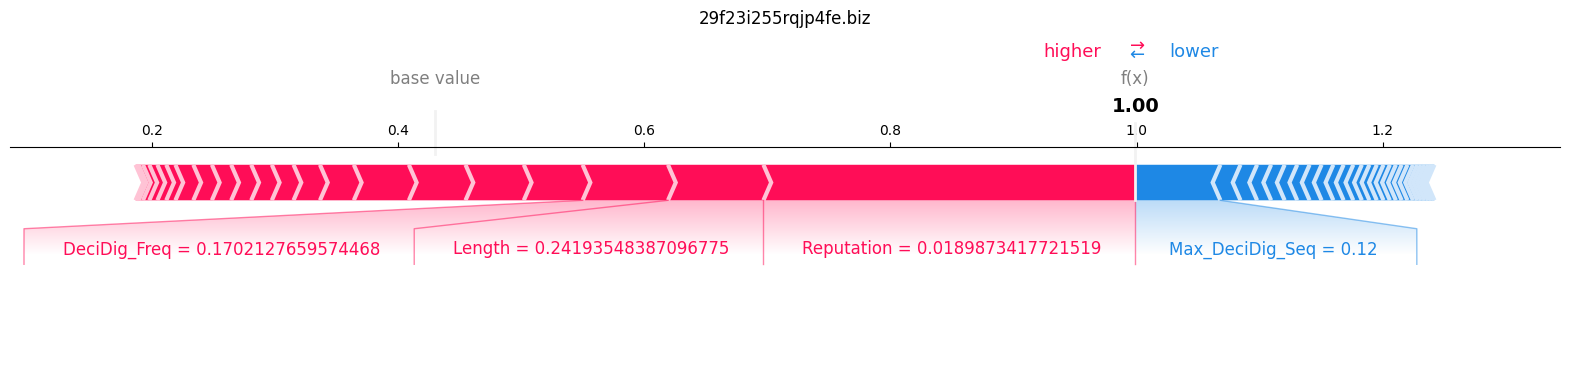 29f23i255rqjp4fe.biz
higher ⇄ lower
base value
f(x)
1.00
0.2 0.4 0.6 0.8 1.0 1.2
DeciDig_Freq = 0.1702127659574468 Length = 0.24193548387096775 Reputation = 0.0189873417721519 Max_DeciDig_Seq = 0.12